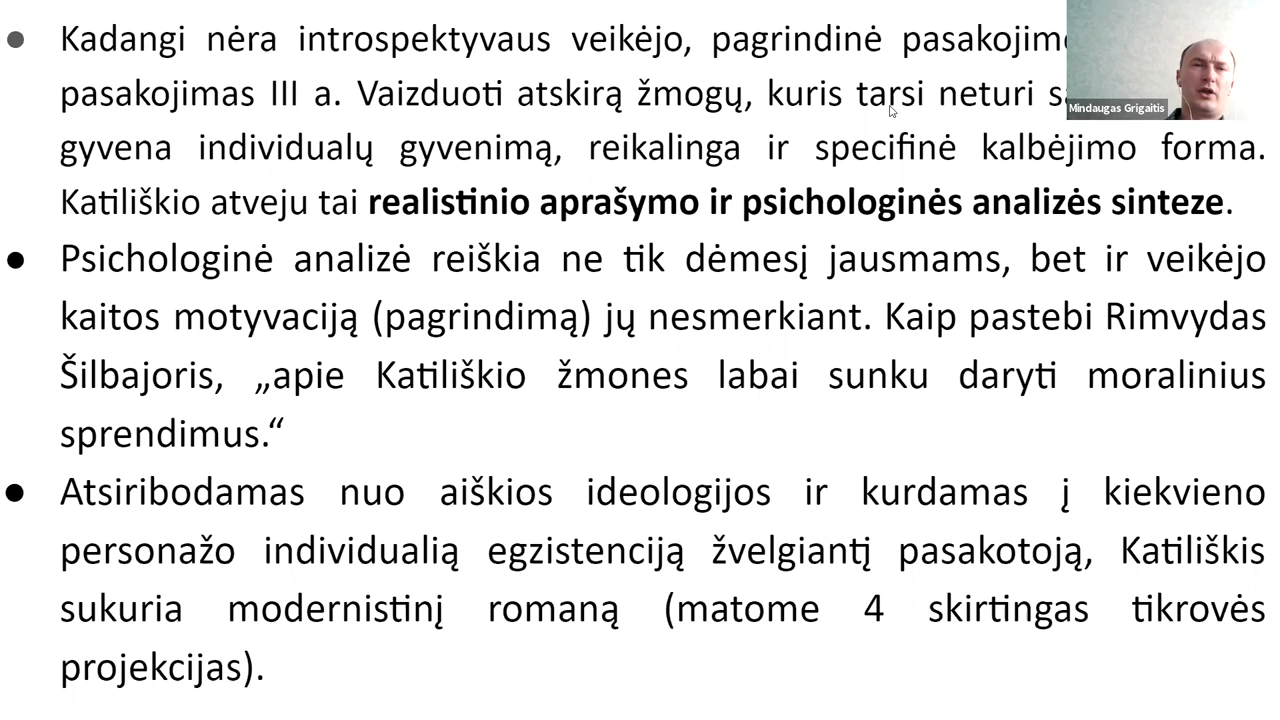 Kadangi nėra introspektyvaus veikėjo, pagrindinė
pasakojimas III a. Vaizduoti atskirą žmogų, kuris tarsi neturi
Mindaugas Grigaitis
gyvena individualų gyvenimą, reikalinga ir specifinė kalbėjimo forma.
Katiliškio atveju tai realistinio aprašymo ir psichologinės analizės sinteze.
Psichologinė analizė reiškia ne tik dėmesį jausmams, bet ir veikėjo
kaitos motyvaciją (pagrindimą) jų nesmerkiant. Kaip pastebi Rimvydas
Šilbajoris, „apie Katiliškio žmones labai sunku daryti moralinius
sprendimus.“
Atsiribodamas nuo aiškios ideologijos ir kurdamas į kiekvieno
personažo individualią egzistenciją žvelgiantį pasakotoją, Katiliškis
sukuria modernistinį romaną (matome 4 skirtingas tikrovės
projekcijas).